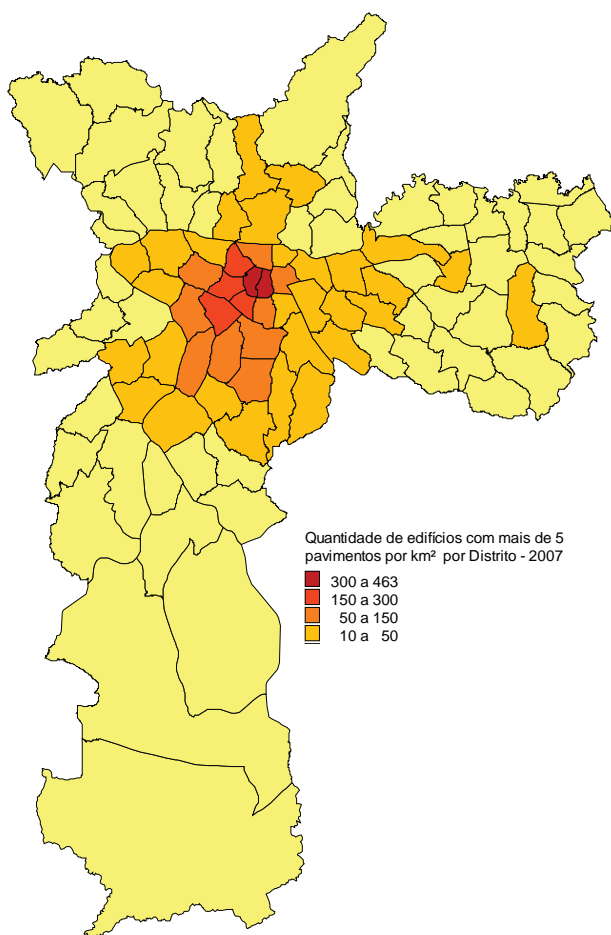 Quantidade de edifícios com mais de 5
pavimentos por km² por Distrito - 2007
300 a 463
150 a 300
50 a 150
10 a 50